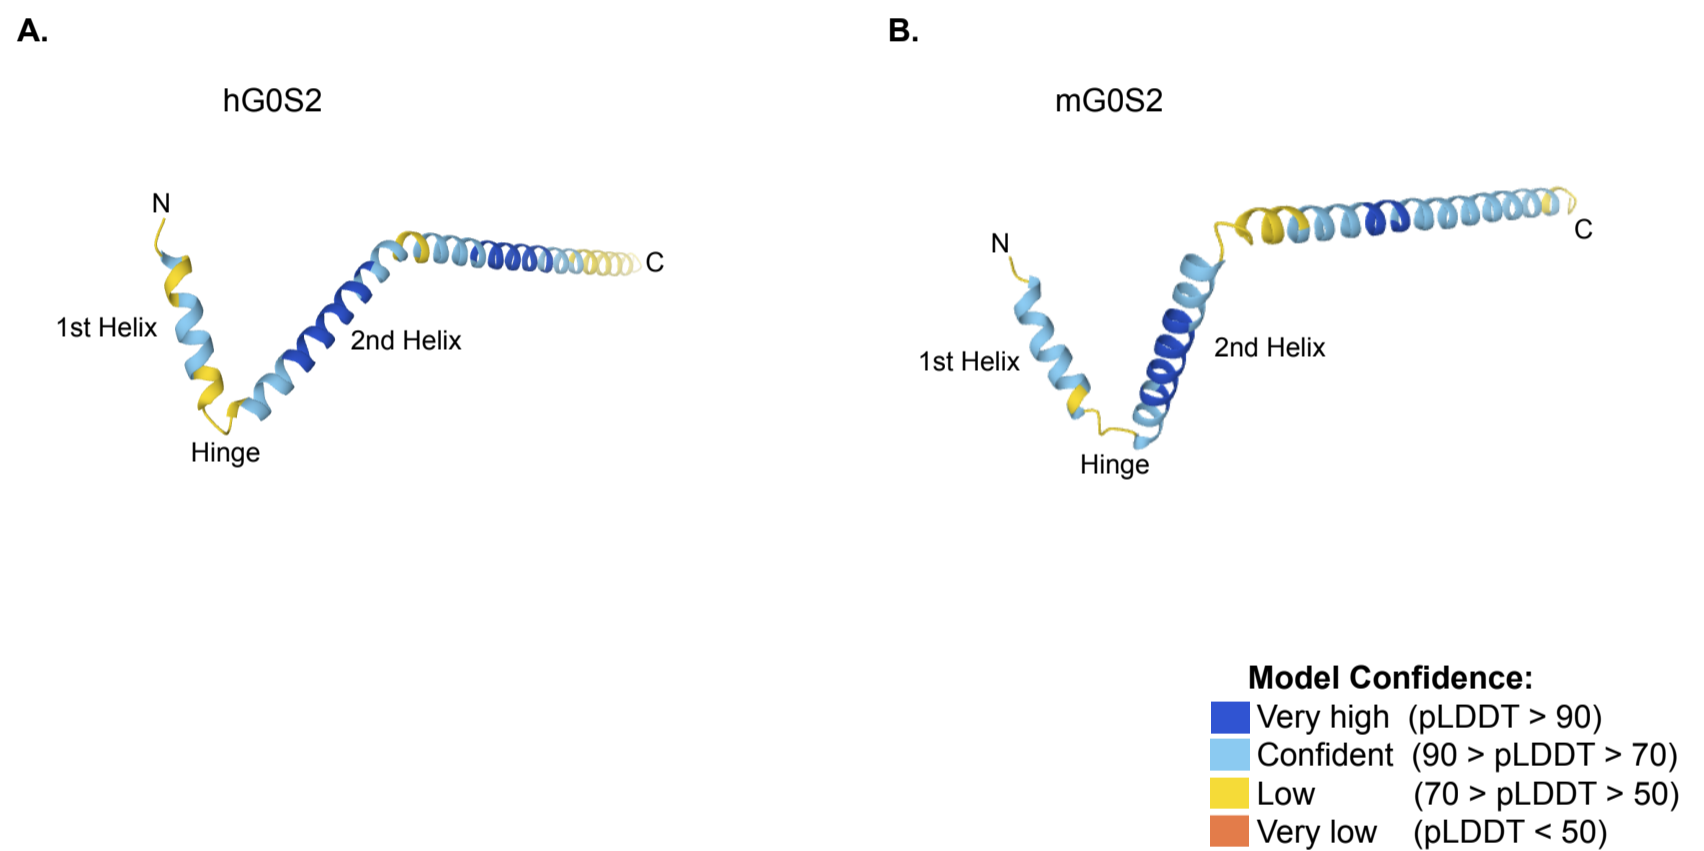 A.
B.
hG0S2
mG0S2
N
C
1st Helix
2nd Helix
Hinge
N
C
1st Helix
2nd Helix
Hinge
Model Confidence:
Very high (pLDDT > 90)
Confident (90 > pLDDT > 70)
Low (70 > pLDDT > 50)
Very low (pLDDT < 50)